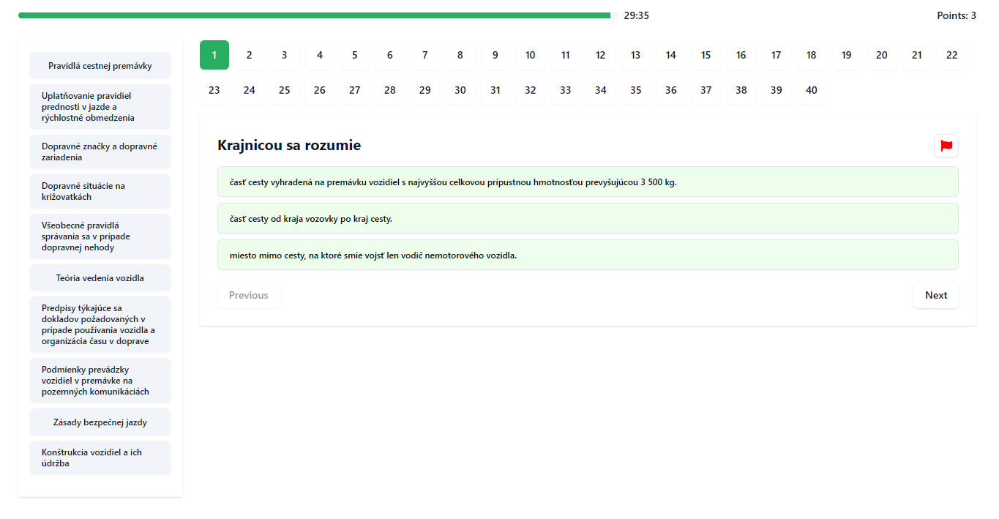 29:35
Points: 3
Pravidlá cestnej premávky
Uplatňovanie pravidiel
prednosti v jazde a
rýchlostné obmedzenia
Dopravné značky a dopravné
zariadenia
Dopravné situácie na
križovatkách
Všeobecné pravidlá
správania sa v prípade
dopravnej nehody
Teória vedenia vozidla
Predpisy týkajúce sa
dokladov požadovaných v
prípade používania vozidla a
organizácia času v doprave
Podmienky prevádzky
vozidiel v premávke na
pozemných komunikáciách
Zásady bezpečnej jazdy
Konštrukcia vozidiel a ich
údržba
1 2 3 4 5 6 7 8 9 10 11 12 13 14 15 16 17 18 19 20 21 22
23 24 25 26 27 28 29 30 31 32 33 34 35 36 37 38 39 40
Krajnicou sa rozumie
časť cesty vyhradená na premávku vozidiel s najvyššou celkovou prípustnou hmotnosťou prevyšujúcou 3 500 kg.
časť cesty od kraja vozovky po kraj cesty.
miesto mimo cesty, na ktoré smie vojsť len vodič nemotorového vozidla.
Previous
Next